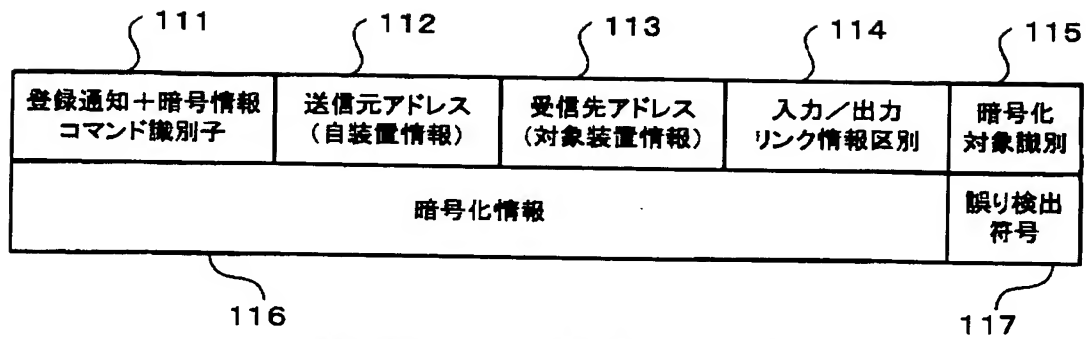 111
112
113
114
115
登録通知＋暗号情報
コマンド識別子
送信元アドレス
(自装置情報)
受信先アドレス
(対象装置情報)
入力／出力
リンク情報区別
暗号化
対象識別
暗号化情報
誤り検出
符号
116
117